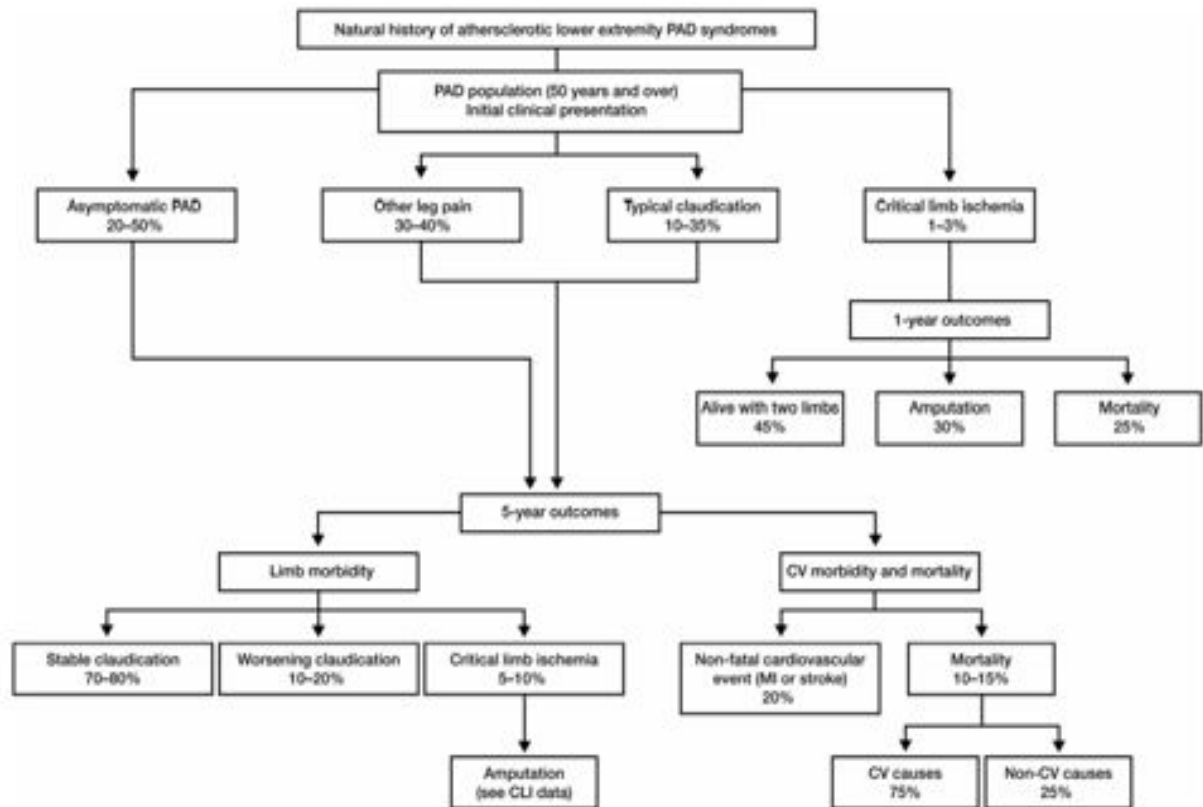 Natural history of athersclerotic lower extremity PAD syndromes
PAD population (50 years and over)
Initial clinical presentation
Asymptomatic PAD
20–50%
Other leg pain
30–40%
Typical claudication
10–35%
Critical limb ischemia
1–3%
1-year outcomes
Alive with two limbs
45%
Amputation
30%
Mortality
25%
5-year outcomes
Limb morbidity
CV morbidity and mortality
Stable claudication
70–80%
Worsening claudication
10–20%
Critical limb ischemia
5–10%
Non-fatal cardiovascular
event (MI or stroke)
20%
Mortality
10–15%
Amputation
(see CLI data)
CV causes
75%
Non-CV causes
25%